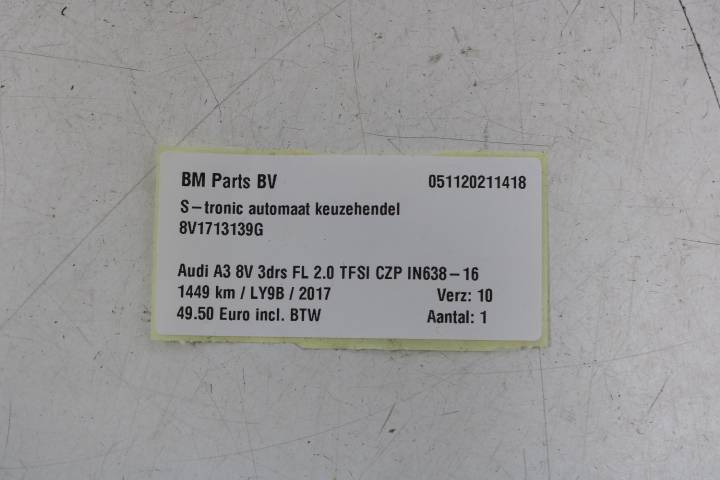 BM Parts BV 051120211418
S-tronic automaat keuzehendel
8V1713139G
Audi A3 8V 3drs FL 2.0 TFSI CZP IN638-16
1449 km / LY9B / 2017 Verz: 10
49.50 Euro incl. BTW Aantal: 1